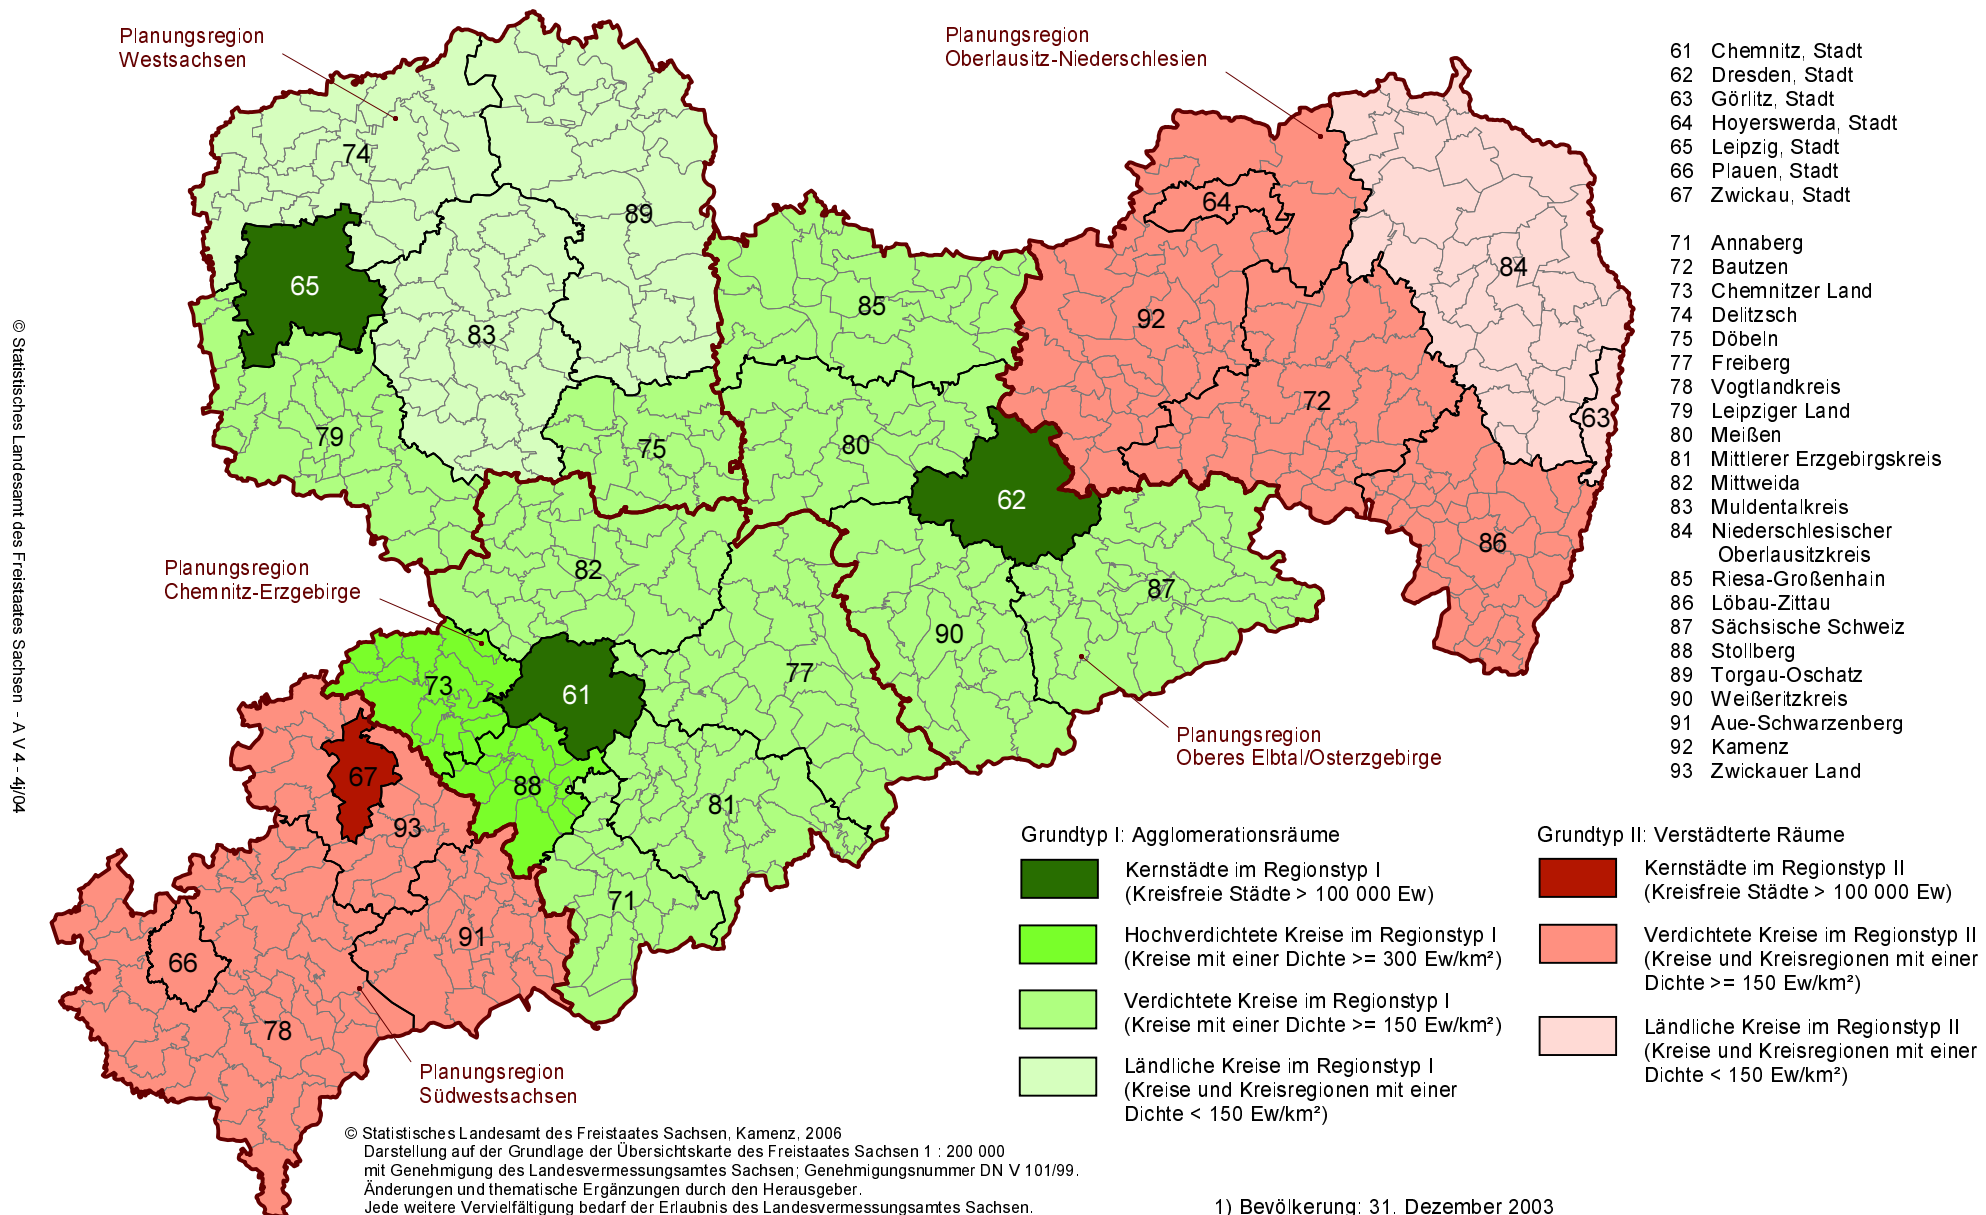 Planungsregion
Westsachsen
Planungsregion
Oberlausitz-Niederschlesien
74
89
65
83
79
75
85
80
62
64
92
72
84
63
86
Planungsregion
Chemnitz-Erzgebirge
82
73
61
77
90
87
67
93
88
81
71
91
66
78
Planungsregion
Oberes Elbtal/Osterzgebirge
Planungsregion
Südwestsachsen
61 Chemnitz, Stadt
62 Dresden, Stadt
63 Görlitz, Stadt
64 Hoyerswerda, Stadt
65 Leipzig, Stadt
66 Plauen, Stadt
67 Zwickau, Stadt
71 Annaberg
72 Bautzen
73 Chemnitzer Land
74 Delitzsch
75 Döbeln
77 Freiberg
78 Vogtlandkreis
79 Leipziger Land
80 Meißen
81 Mittlerer Erzgebirgskreis
82 Mittweida
83 Muldentalkreis
84 Niederschlesischer
Oberlausitzkreis
85 Riesa-Großenhain
86 Löbau-Zittau
87 Sächsische Schweiz
88 Stollberg
89 Torgau-Oschatz
90 Weißeritzkreis
91 Aue-Schwarzenberg
92 Kamenz
93 Zwickauer Land
Grundtyp I: Agglomerationsräume
Kernstädte im Regionstyp I
(Kreisfreie Städte > 100 000 Ew)
Hochverdichtete Kreise im Regionstyp I
(Kreise mit einer Dichte >= 300 Ew/km²)
Verdichtete Kreise im Regionstyp I
(Kreise mit einer Dichte >= 150 Ew/km²)
Ländliche Kreise im Regionstyp I
(Kreise und Kreisregionen mit einer
Dichte < 150 Ew/km²)
Grundtyp II: Verstädterte Räume
Kernstädte im Regionstyp II
(Kreisfreie Städte > 100 000 Ew)
Verdichtete Kreise im Regionstyp II
(Kreise und Kreisregionen mit einer
Dichte >= 150 Ew/km²)
Ländliche Kreise im Regionstyp II
(Kreise und Kreisregionen mit einer
Dichte < 150 Ew/km²)
© Statistisches Landesamt des Freistaates Sachsen, Kamenz, 2006
Darstellung auf der Grundlage der Übersichtskarte des Freistaates Sachsen 1 : 200 000
mit Genehmigung des Landesvermessungsamtes Sachsen; Genehmigungsnummer DN V 101/99.
Änderungen und thematische Ergänzungen durch den Herausgeber.
Jede weitere Vervielfältigung bedarf der Erlaubnis des Landesvermessungsamtes Sachsen.
1) Bevölkerung: 31. Dezember 2003
© Statistisches Landesamt des Freistaates Sachsen - A V 4 - 4j/04